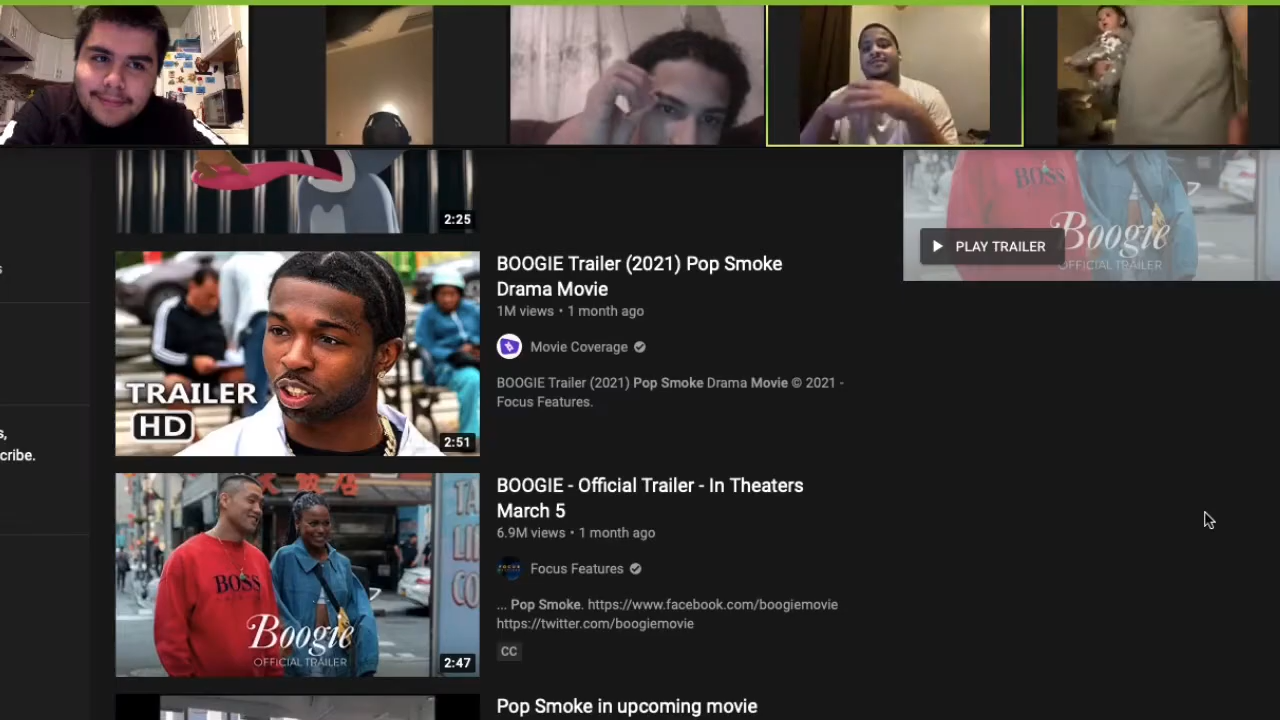 2:25
BOSS
Boogie
OFFICIAL TRAILER
PLAY TRAILER
TRAILER
HD
2:51
BOOGIE Trailer (2021) Pop Smoke
Drama Movie
1M views • 1 month ago
Movie Coverage
BOOGIE Trailer (2021) Pop Smoke Drama Movie © 2021 -
Focus Features.
s
s,
cribe.
BOSS
Boogie
OFFICIAL TRAILER
2:47
BOOGIE - Official Trailer - In Theaters
March 5
6.9M views • 1 month ago
FOCUS
Focus Features
... Pop Smoke. https://www.facebook.com/boogiemovie
https://twitter.com/boogiemovie
CC
Pop Smoke in upcoming movie